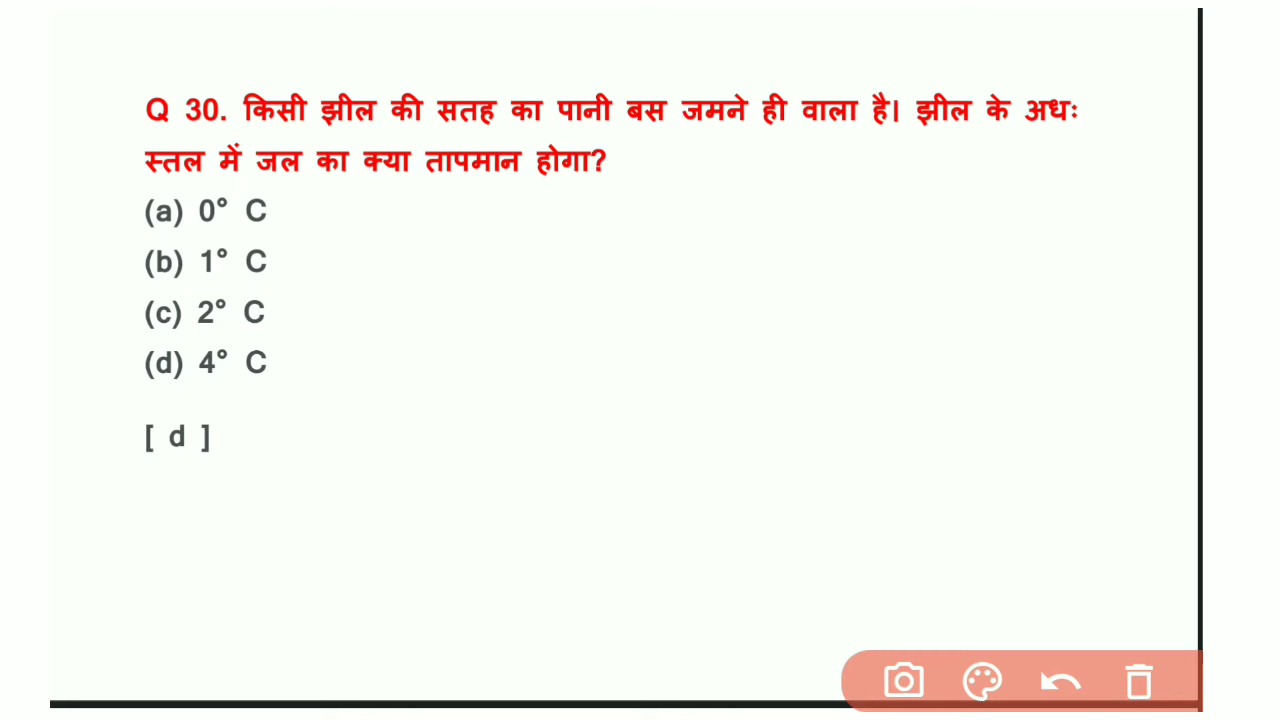 Q 30. किसी झील की सतह का पानी बस जमने ही वाला है। झील के अधः
स्तल में जल का क्या तापमान होगा?
(a) 0° C
(b) 1° C
(c) 2° C
(d) 4° C
[ d ]